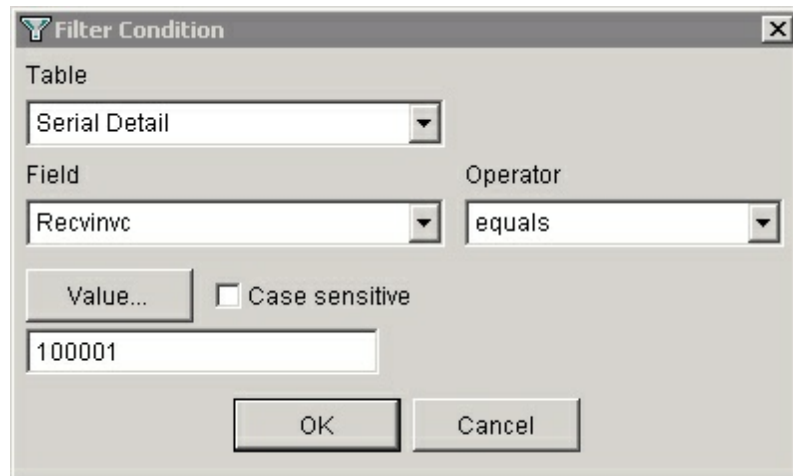 Filter Condition
Table
Serial Detail
Field Operator
Recvinvc equals
Value... Case sensitive
100001
OK Cancel